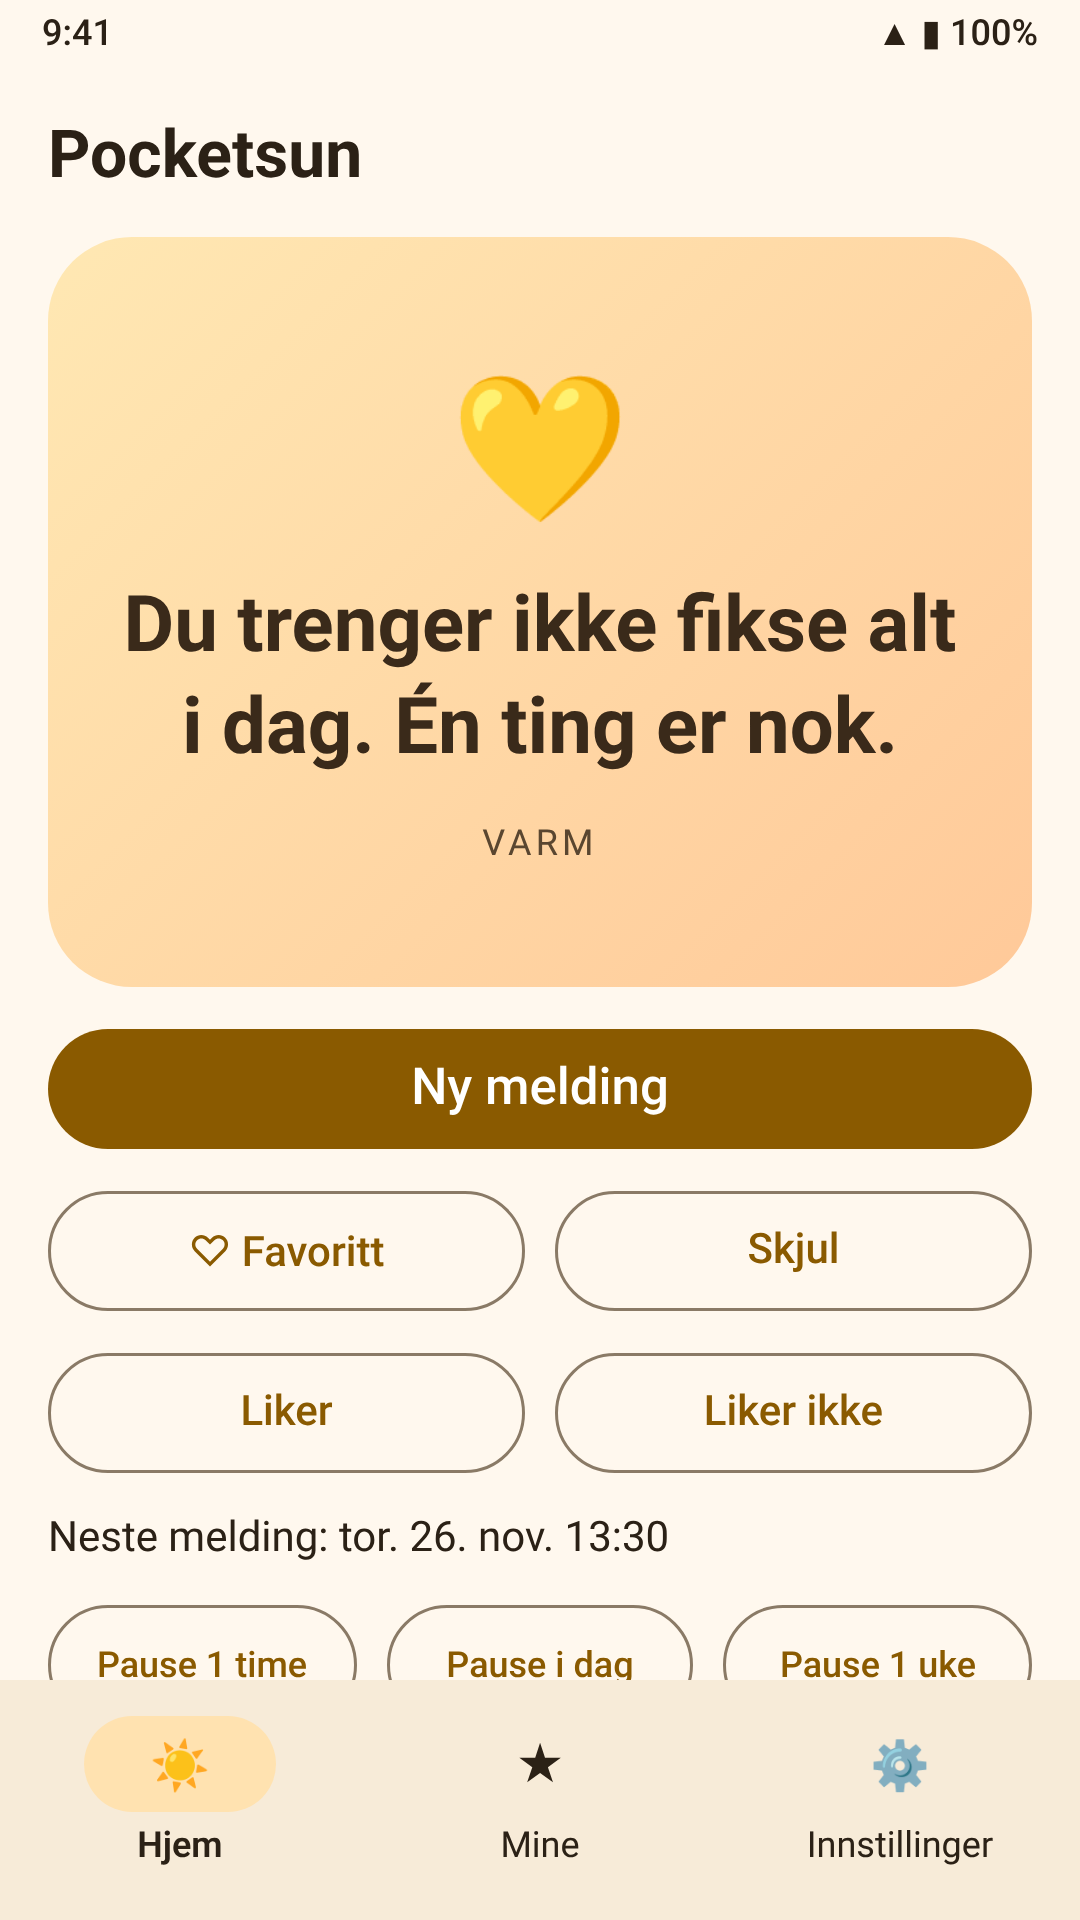 9:41
100%
Pocketsun
Du trenger ikke fikse alt
i dag. Én ting er nok.
VARM
Ny melding
♡ Favoritt
Skjul
Liker
Liker ikke
Neste melding: tor. 26. nov. 13:30
Pause 1 time
Pause i dag
Pause 1 uke
Hjem
Mine
Innstillinger